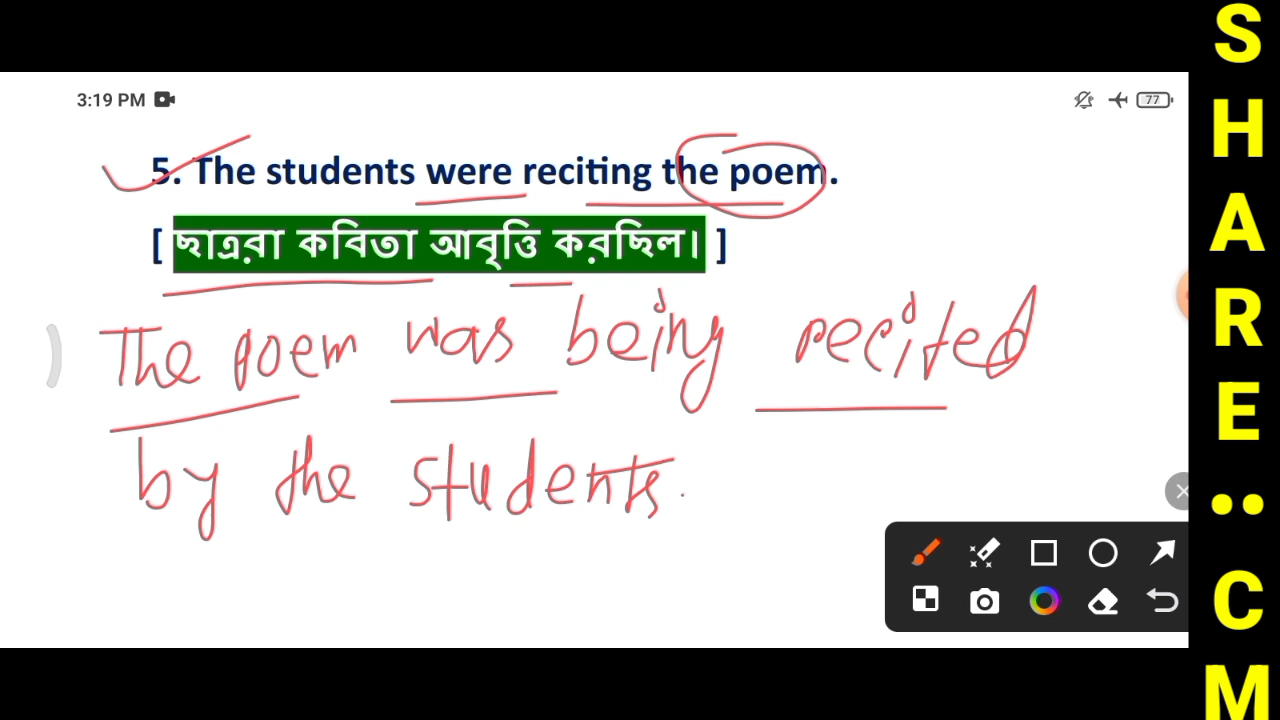 3:19 PM
77
5. The students were reciting the poem.
[ ছাত্ররা কবিতা আবৃত্তি করছিল। ]
The poem was being recited
by the students.
SHARE..CM